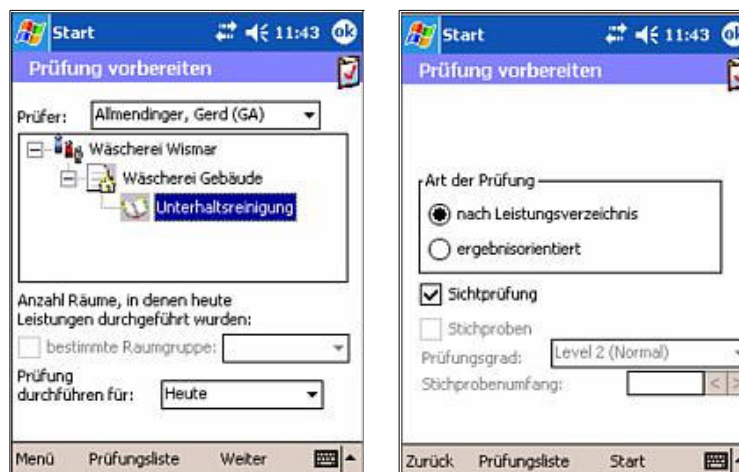 Start 11:43 ok
Prüfung vorbereiten
Prüfer: Allmendinger, Gerd (GA)
Wäscherei Wismar
Wäscherei Gebäude
Unterhaltsreinigung
Anzahl Räume, in denen heute
Leistungen durchgeführt wurden:
bestimmte Raumgruppe:
Prüfung
durchführen für: Heute
Menü Prüfungsliste Weiter
Start 11:43 ok
Prüfung vorbereiten
Art der Prüfung
nach Leistungsverzeichnis
ergebnisorientiert
Sichtprüfung
Stichproben
Prüfungsgrad: Level 2 (Normal)
Stichprobenumfang: < >
Zurück Prüfungsliste Start